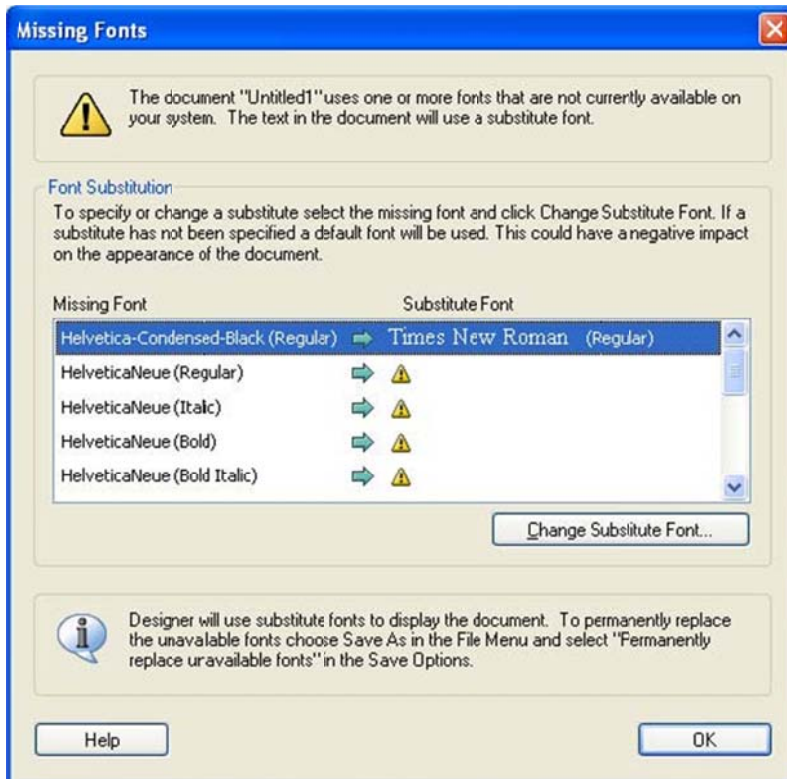 Missing Fonts
The document "Untitled1" uses one or more fonts that are not currently available on
your system. The text in the document will use a substitute font.
Font Substitution
To specify or change a substitute select the missing font and click Change Substitute Font. If a
substitute has not been specified a default font will be used. This could have a negative impact
on the appearance of the document.
Missing Font Substitute Font
Helvetica-Condensed-Black (Regular) Times New Roman (Regular)
HelveticaNeue (Regular)
HelveticaNeue (Italic)
HelveticaNeue (Bold)
HelveticaNeue (Bold Italic)
Change Substitute Font...
Designer will use substitute fonts to display the document. To permanently replace
the unavalable fonts choose Save As in the File Menu and select "Permanently
replace unavailable fonts" in the Save Options.
Help OK